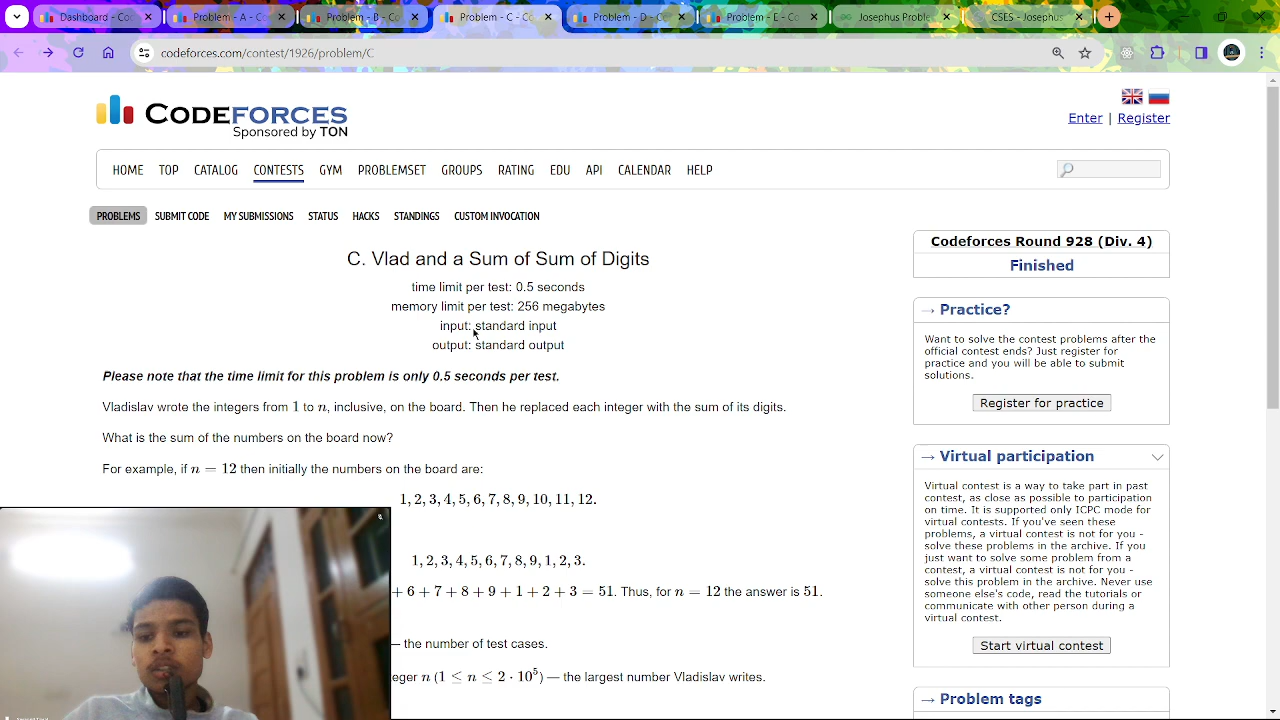 Dashboard - Co
Problem - A - Co
Problem - B - Co
Problem - C - Co
Problem - D - Co
Problem - E - Co
Josephus Proble
CSES - Josephus
codeforces.com/contest/1926/problem/C
CODEFORCES
Sponsored by TON
Enter | Register
HOME TOP CATALOG CONTESTS GYM PROBLEMSET GROUPS RATING EDU API CALENDAR HELP
PROBLEMS SUBMIT CODE MY SUBMISSIONS STATUS HACKS STANDINGS CUSTOM INVOCATION
C. Vlad and a Sum of Sum of Digits
time limit per test: 0.5 seconds
memory limit per test: 256 megabytes
input: standard input
output: standard output
Please note that the time limit for this problem is only 0.5 seconds per test.
Vladislav wrote the integers from 1 to n, inclusive, on the board. Then he replaced each integer with the sum of its digits.
What is the sum of the numbers on the board now?
For example, if n = 12 then initially the numbers on the board are:
1, 2, 3, 4, 5, 6, 7, 8, 9, 10, 11, 12.
1, 2, 3, 4, 5, 6, 7, 8, 9, 1, 2, 3.
+ 6 + 7 + 8 + 9 + 1 + 2 + 3 = 51. Thus, for n = 12 the answer is 51.
— the number of test cases.
eger n (1 ≤ n ≤ 2 · 10⁵) — the largest number Vladislav writes.
Codeforces Round 928 (Div. 4)
Finished
→ Practice?
Want to solve the contest problems after the
official contest ends? Just register for
practice and you will be able to submit
solutions.
Register for practice
→ Virtual participation
Virtual contest is a way to take part in past
contest, as close as possible to participation
on time. It is supported only ICPC mode for
virtual contests. If you've seen these
problems, a virtual contest is not for you -
solve these problems in the archive. If you
just want to solve some problem from a
contest, a virtual contest is not for you -
solve this problem in the archive. Never use
someone else's code, read the tutorials or
communicate with other person during a
virtual contest.
Start virtual contest
→ Problem tags